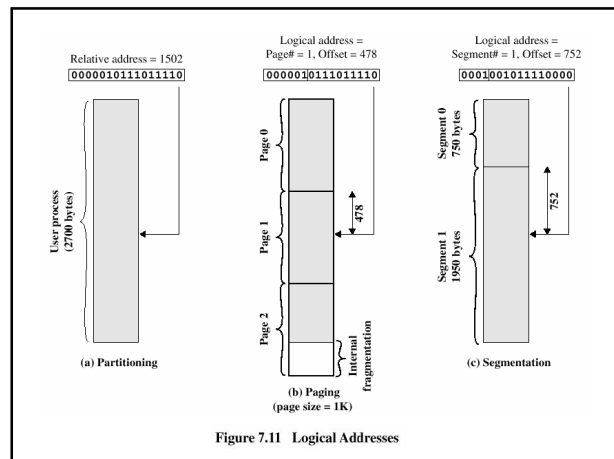 Relative address = 1502
0000010111011110
User process
(2700 bytes)
(a) Partitioning
Logical address =
Page# = 1, Offset = 478
0000010111011110
Page 0
Page 1
Page 2
478
Internal
fragmentation
(b) Paging
(page size = 1K)
Logical address =
Segment# = 1, Offset = 752
0001001011110000
Segment 0
750 bytes
Segment 1
1950 bytes
752
(c) Segmentation
Figure 7.11 Logical Addresses